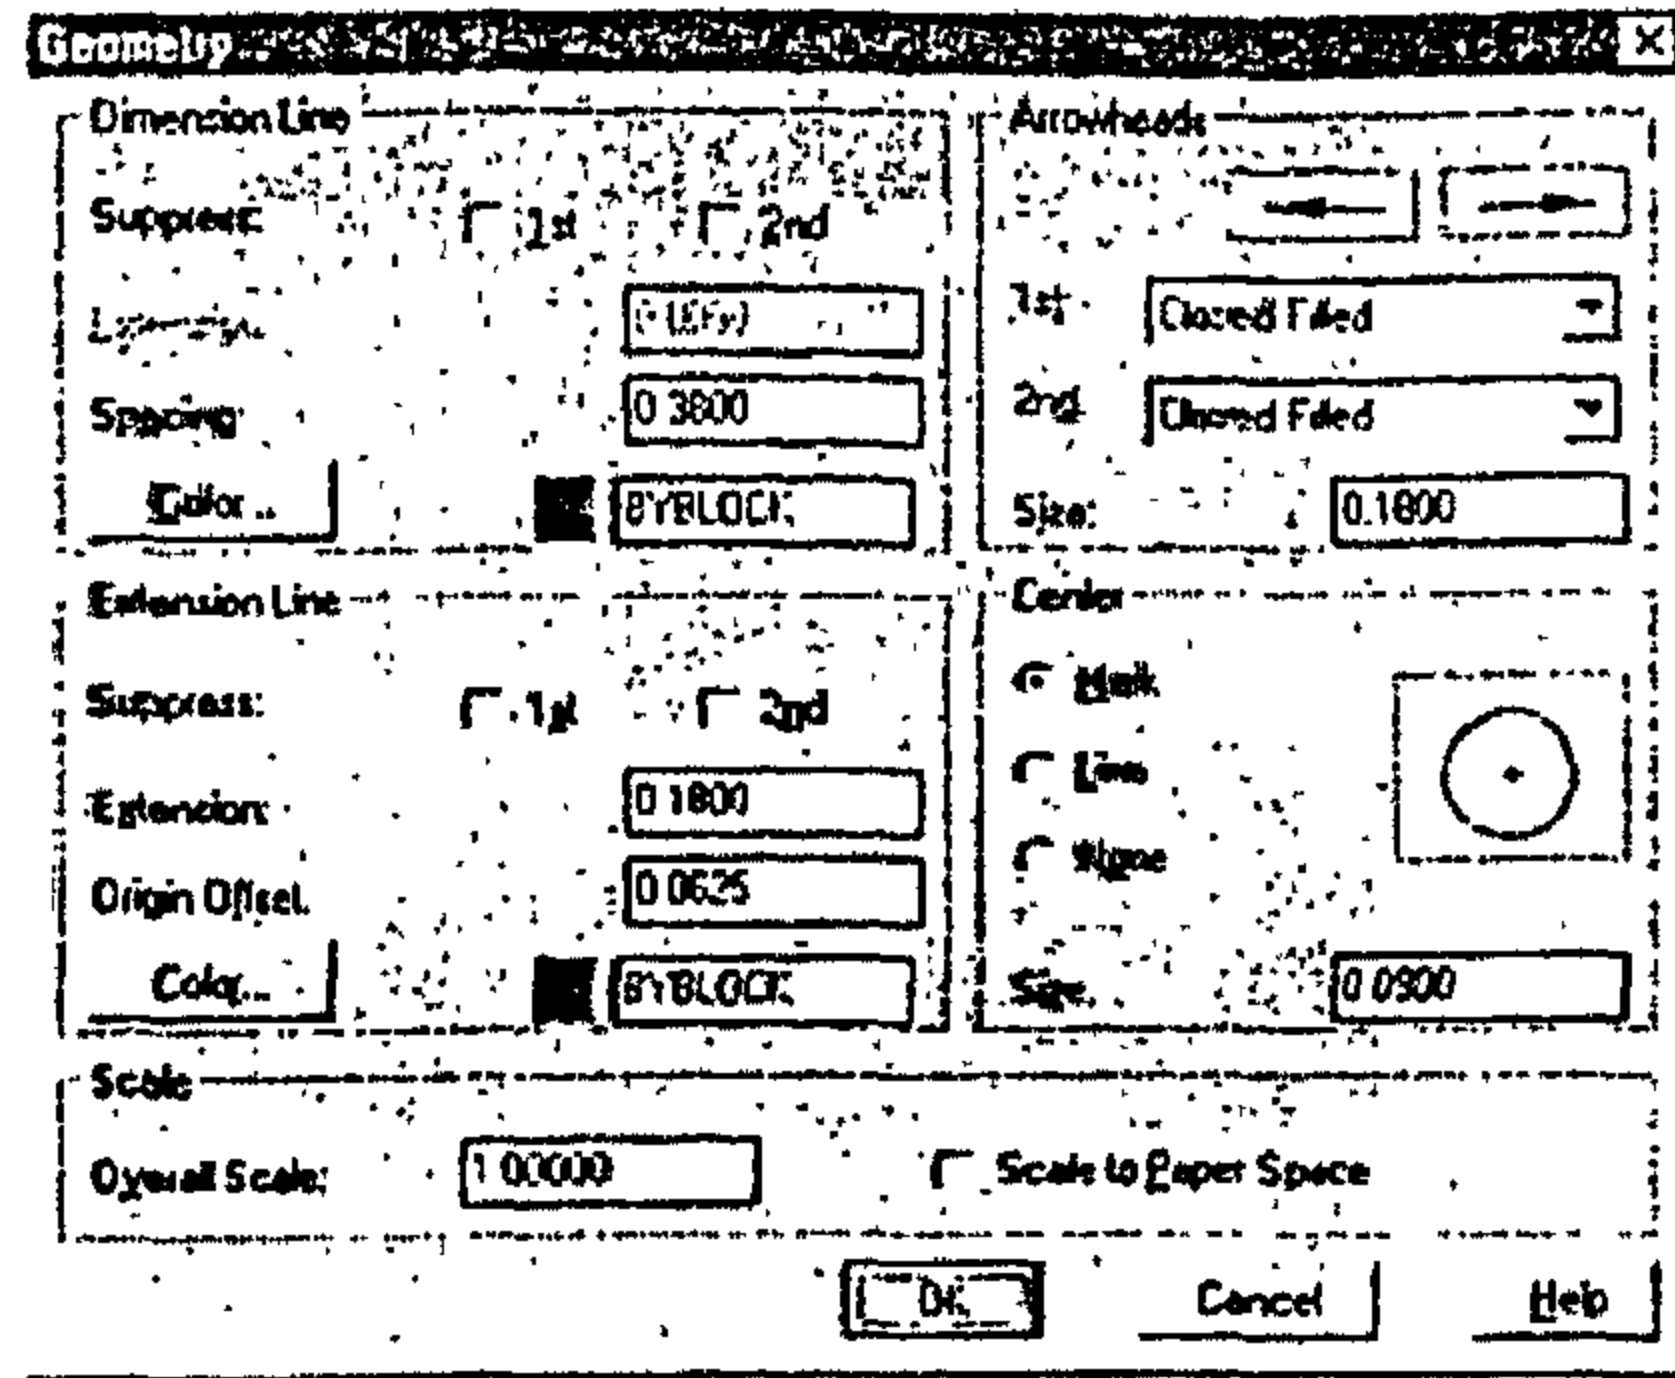 Geometry
Dimension Line
Suppress: 1st 2nd
Spacing: 0.3800
Color... BYBLOCK
Arrowheads
1st: Closed Filled
2nd: Closed Filled
Size: 0.1800
Extension Line
Suppress: 1st 2nd
Extension: 0.1800
Origin Offset: 0.0625
Color... BYBLOCK
Center
Mark
Line
None
Size: 0.0900
Scale
Overall Scale: 1.00000 Scale to Paper Space
OK Cancel Help